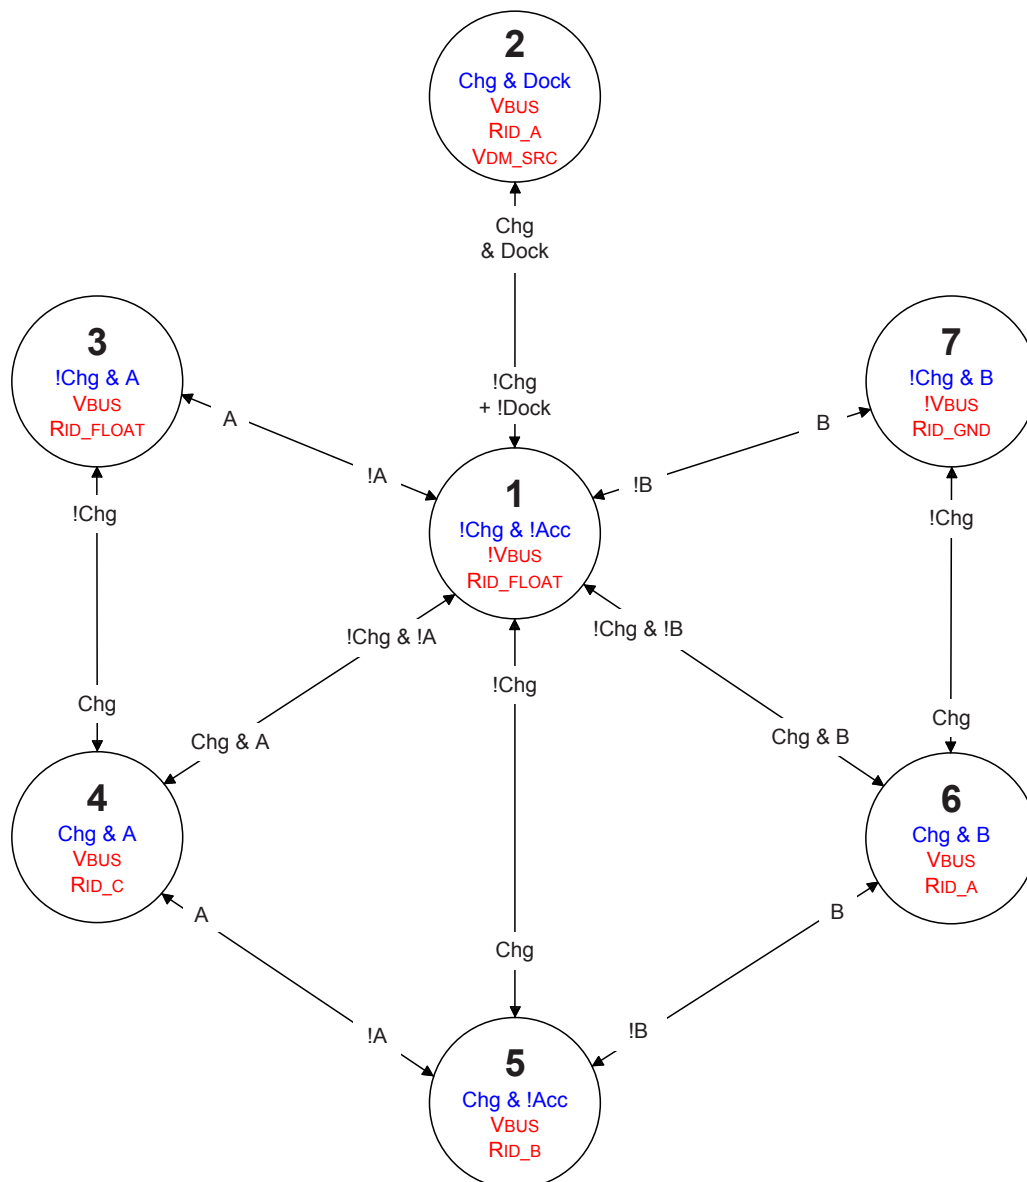 2
Chg & Dock
VBUS
RID_A
VDM_SRC
Chg
& Dock
3
!Chg & A
VBUS
RID_FLOAT
7
!Chg & B
!VBUS
RID_GND
!Chg
+ !Dock
A
B
!A
!B
1
!Chg & !Acc
!VBUS
RID_FLOAT
!Chg
!Chg
!Chg & !A
!Chg & !B
!Chg
Chg
Chg
Chg & A
Chg & B
4
Chg & A
VBUS
RID_C
6
Chg & B
VBUS
RID_A
A
B
Chg
!A
!B
5
Chg & !Acc
VBUS
RID_B